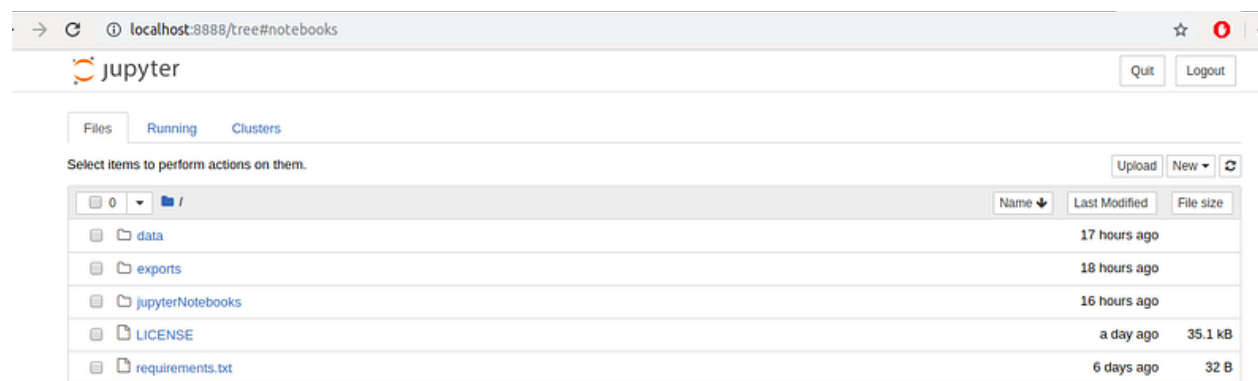 localhost:8888/tree#notebooks
jupyter Quit Logout
Files Running Clusters
Select items to perform actions on them. Upload New
0 / Name Last Modified File size
data 17 hours ago
exports 18 hours ago
jupyterNotebooks 16 hours ago
LICENSE a day ago 35.1 kB
requirements.txt 6 days ago 32 B